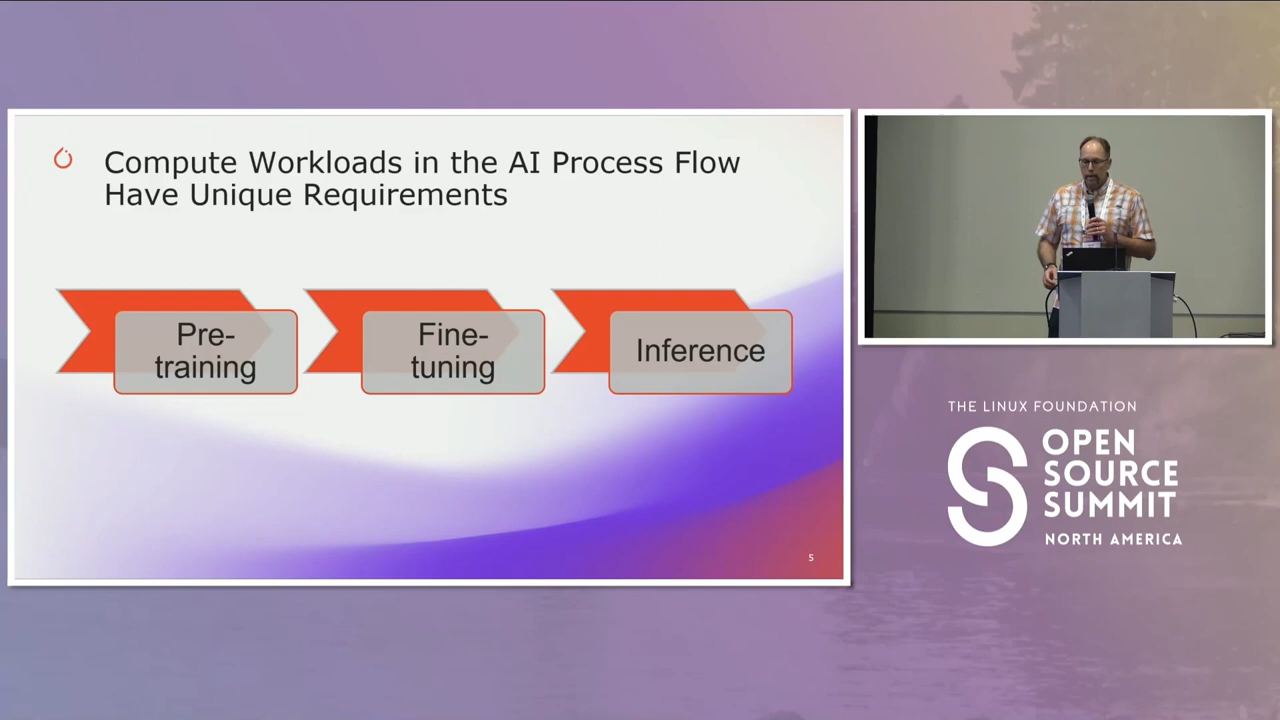 Compute Workloads in the AI Process Flow
Have Unique Requirements
Pre-
training
Fine-
tuning
Inference
5
THE LINUX FOUNDATION
OPEN
SOURCE
SUMMIT
NORTH AMERICA